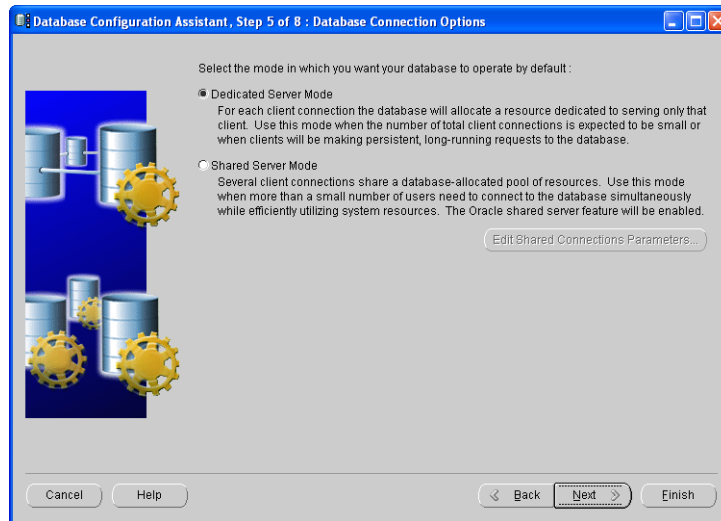 Database Configuration Assistant, Step 5 of 8 : Database Connection Options
Select the mode in which you want your database to operate by default :
Dedicated Server Mode
For each client connection the database will allocate a resource dedicated to serving only that
client. Use this mode when the number of total client connections is expected to be small or
when clients will be making persistent, long-running requests to the database.
Shared Server Mode
Several client connections share a database-allocated pool of resources. Use this mode
when more than a small number of users need to connect to the database simultaneously
while efficiently utilizing system resources. The Oracle shared server feature will be enabled.
Edit Shared Connections Parameters...
Cancel
Help
Back
Next
Finish